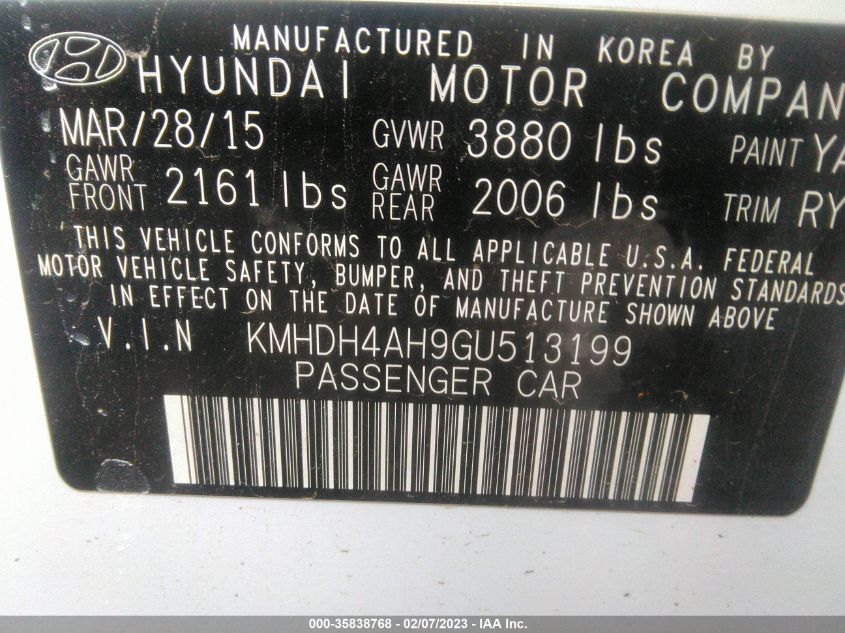 MANUFACTURED IN KOREA BY
HYUNDAI MOTOR COMPAN
MAR/28/15 GVWR 3880 lbs PAINT YA
GAWR FRONT 2161 lbs GAWR REAR 2006 lbs TRIM RY
THIS VEHICLE CONFORMS TO ALL APPLICABLE U.S.A. FEDERAL
MOTOR VEHICLE SAFETY, BUMPER, AND THEFT PREVENTION STANDARDS
IN EFFECT ON THE DATE OF MANUFACTURE SHOWN ABOVE
V.I.N KMHDH4AH9GU513199
PASSENGER CAR
000-35838768 - 02/07/2023 - IAA Inc.